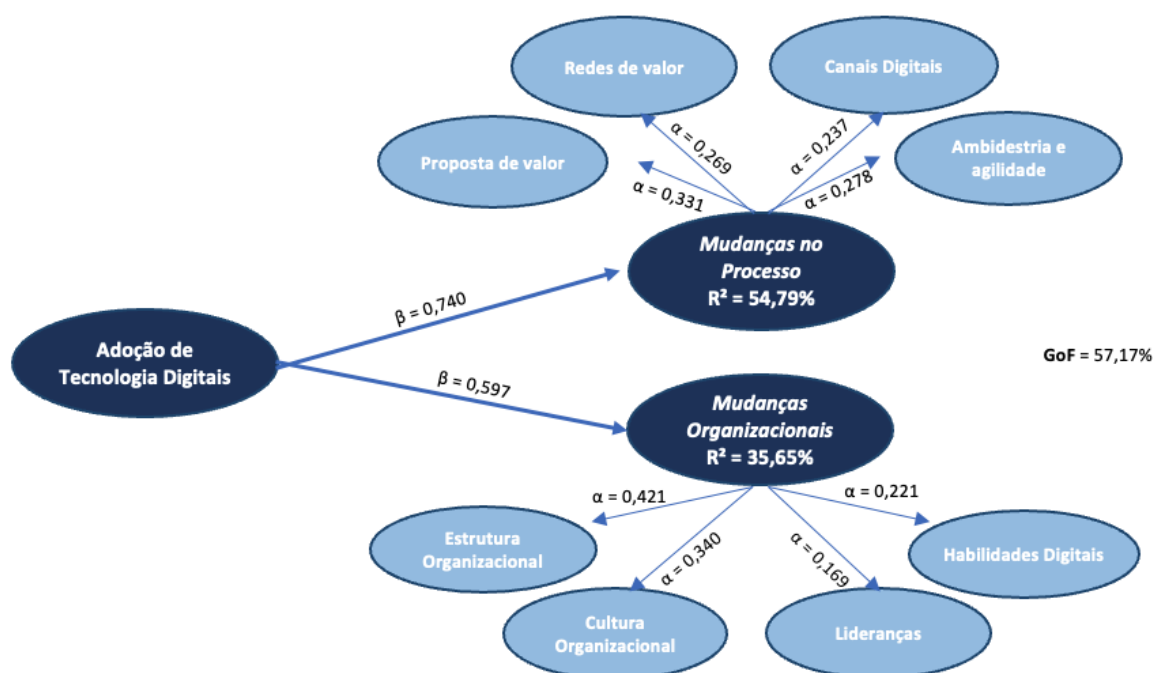 Redes de valor
Canais Digitais
Proposta de valor
Ambidestria e
agilidade
α = 0,269
α = 0,237
α = 0,331
α = 0,278
Mudanças no
Processo
R² = 54,79%
β = 0,740
Adoção de
Tecnologia Digitais
GoF = 57,17%
β = 0,597
Mudanças
Organizacionais
R² = 35,65%
α = 0,421
α = 0,221
α = 0,340
α = 0,169
Estrutura
Organizacional
Habilidades Digitais
Cultura
Organizacional
Lideranças